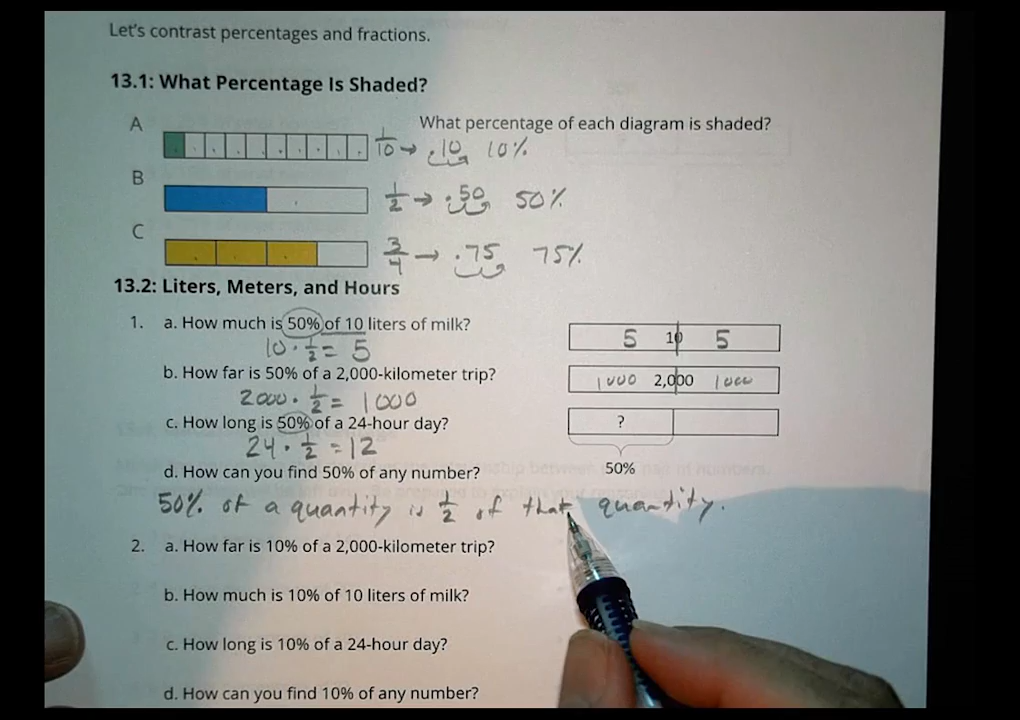 Let's contrast percentages and fractions.
13.1: What Percentage Is Shaded?
A
What percentage of each diagram is shaded?
1/10 → .10 10%
B
1/2 → .50 50%
C
3/4 → .75 75%
13.2: Liters, Meters, and Hours
1. a. How much is 50% of 10 liters of milk?
5 10 5
10 · 1/2 = 5
b. How far is 50% of a 2,000-kilometer trip?
1000 2,000 1000
2000 · 1/2 = 1000
c. How long is 50% of a 24-hour day?
?
24 · 1/2 = 12
50%
d. How can you find 50% of any number?
50% of a quantity is 1/2 of that quantity.
2. a. How far is 10% of a 2,000-kilometer trip?
b. How much is 10% of 10 liters of milk?
c. How long is 10% of a 24-hour day?
d. How can you find 10% of any number?